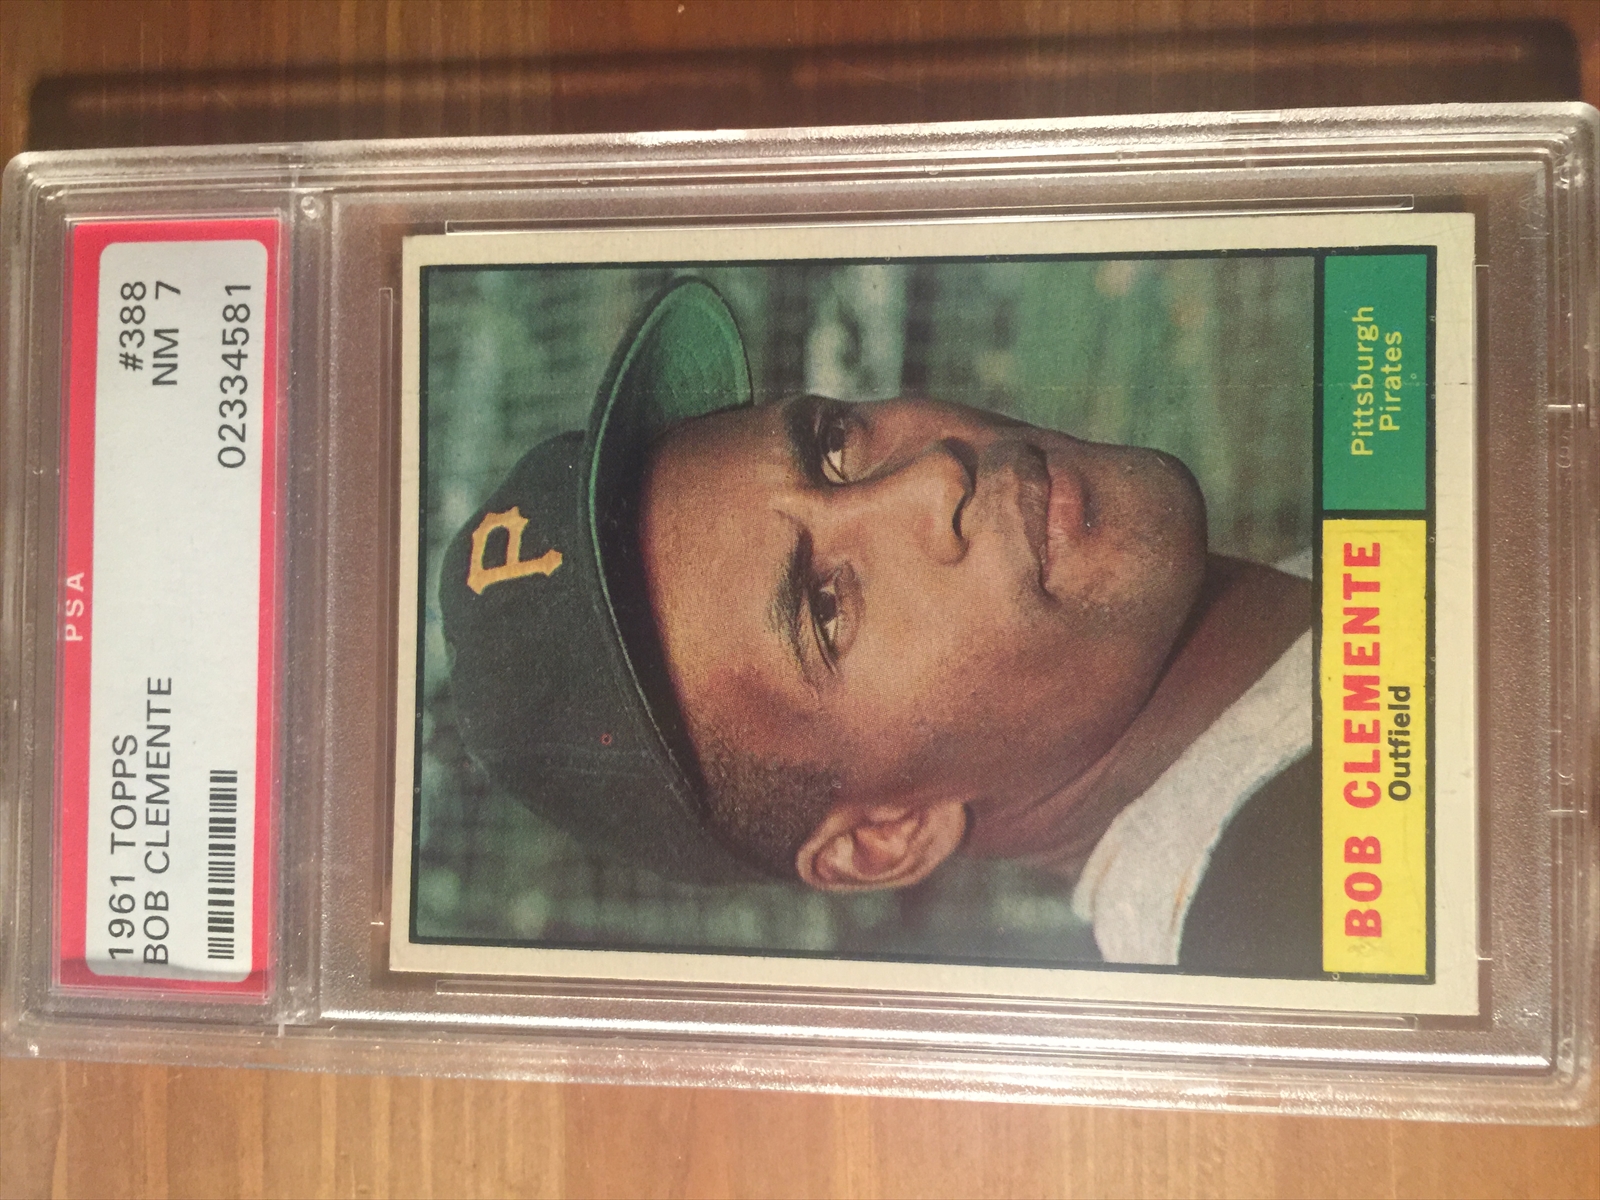 PSA
1961 TOPPS #388
BOB CLEMENTE NM 7
02334581
P
BOB CLEMENTE
Outfield
Pittsburgh
Pirates